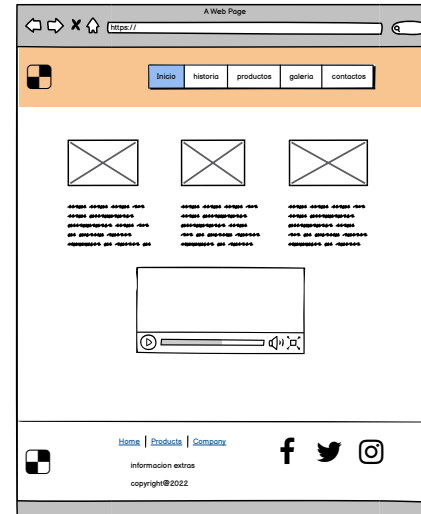 A Web Page
https://
Inicio historia productos galeria contactos
Home Products Company
informacion extras
copyright@2022